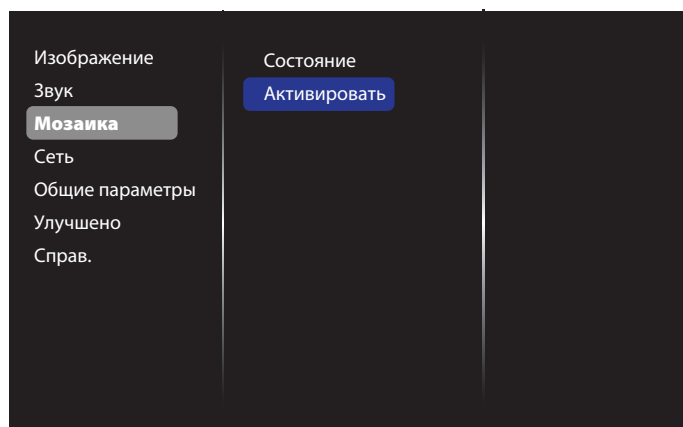 Изображение
Звук
Мозаика
Сеть
Общие параметры
Улучшено
Справ.
Состояние
Активировать